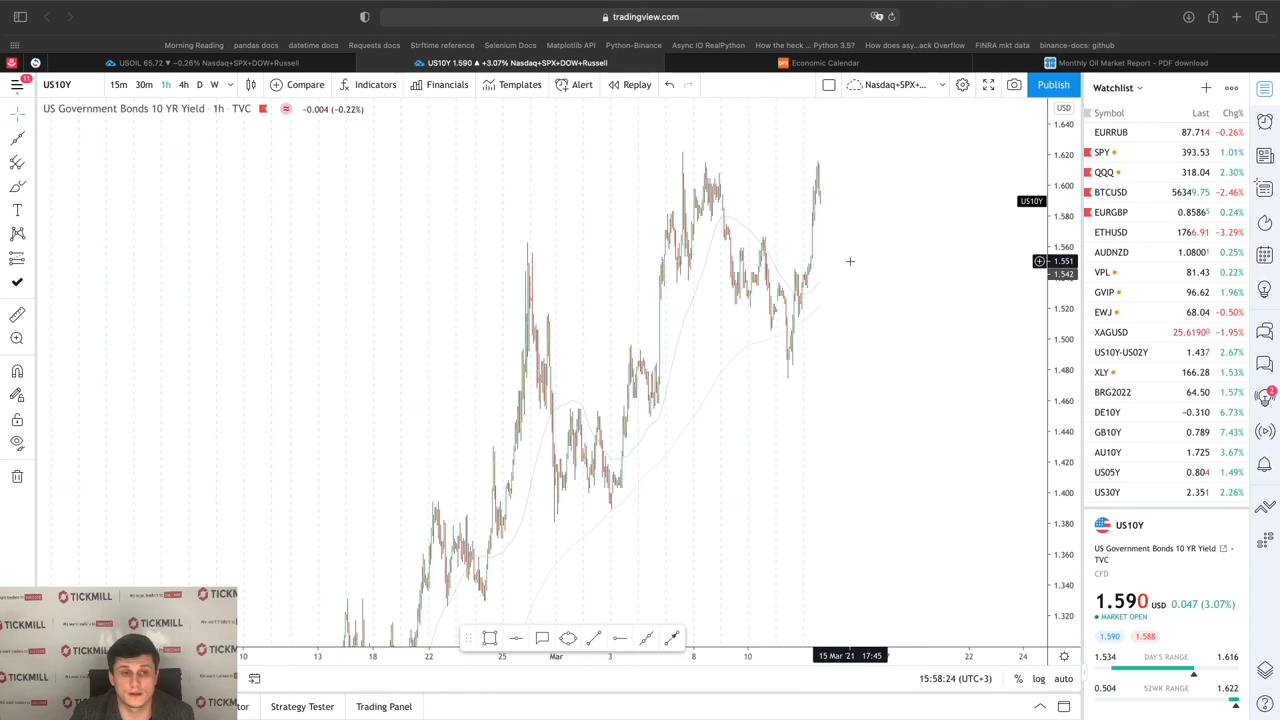 tradingview.com
Morning Reading pandas docs datetime docs Requests docs Strftime reference Selenium Docs Matplotlib API Python-Binance Async IO RealPython How the heck ... Python 3.5? How does asy...ack Overflow FINRA mkt data binance-docs: github
USOIL 65.72 ▼ −0.26% Nasdaq+SPX+DOW+Russell US10Y 1.590 ▲ +3.07% Nasdaq+SPX+DOW+Russell DFX Economic Calendar Monthly Oil Market Report - PDF download
11 US10Y 15m 30m 1h 4h D W Compare Indicators Financials Templates Alert Replay Nasdaq+SPX+... Publish Watchlist
US Government Bonds 10 YR Yield · 1h · TVC −0.004 (−0.22%)
USD
Symbol Last Chg%
EURRUB 87.714 −0.26%
SPY 393.53 1.01%
QQQ 318.04 2.30%
BTCUSD 56349.75 −2.46%
EURGBP 0.8586⁵ 0.24%
ETHUSD 1766.91 −3.29%
AUDNZD 1.0800¹ 0.25%
VPL 81.43 0.22%
GVIP 96.62 1.96%
EWJ 68.04 −0.50%
XAGUSD 25.6190⁰ −1.95%
US10Y-US02Y 1.437 2.67%
XLY 166.28 1.53%
BRG2022 64.50 1.57%
DE10Y −0.310 6.73%
GB10Y 0.789 7.43%
AU10Y 1.725 3.67%
US05Y 0.804 1.49%
US30Y 2.351 2.26%
2
1.640
1.620
1.600
US10Y
1.580
1.560
1.551
1.542
1.520
1.500
1.480
1.460
1.440
1.420
1.400
1.380
1.360
1.340
1.320
US10Y
US Government Bonds 10 YR Yield ·
TVC
CFD
1.590 USD 0.047 (3.07%)
MARKET OPEN
1.590 1.588
1.534 DAY'S RANGE 1.616
0.504 52WK RANGE 1.622
10 13 18 22 25 Mar 3 8 10 15 Mar '21 17:45 22 24
15:58:24 (UTC+3) % log auto
Strategy Tester Trading Panel
TICKMILL
TICKMILL
TICKMILL
TICKMILL